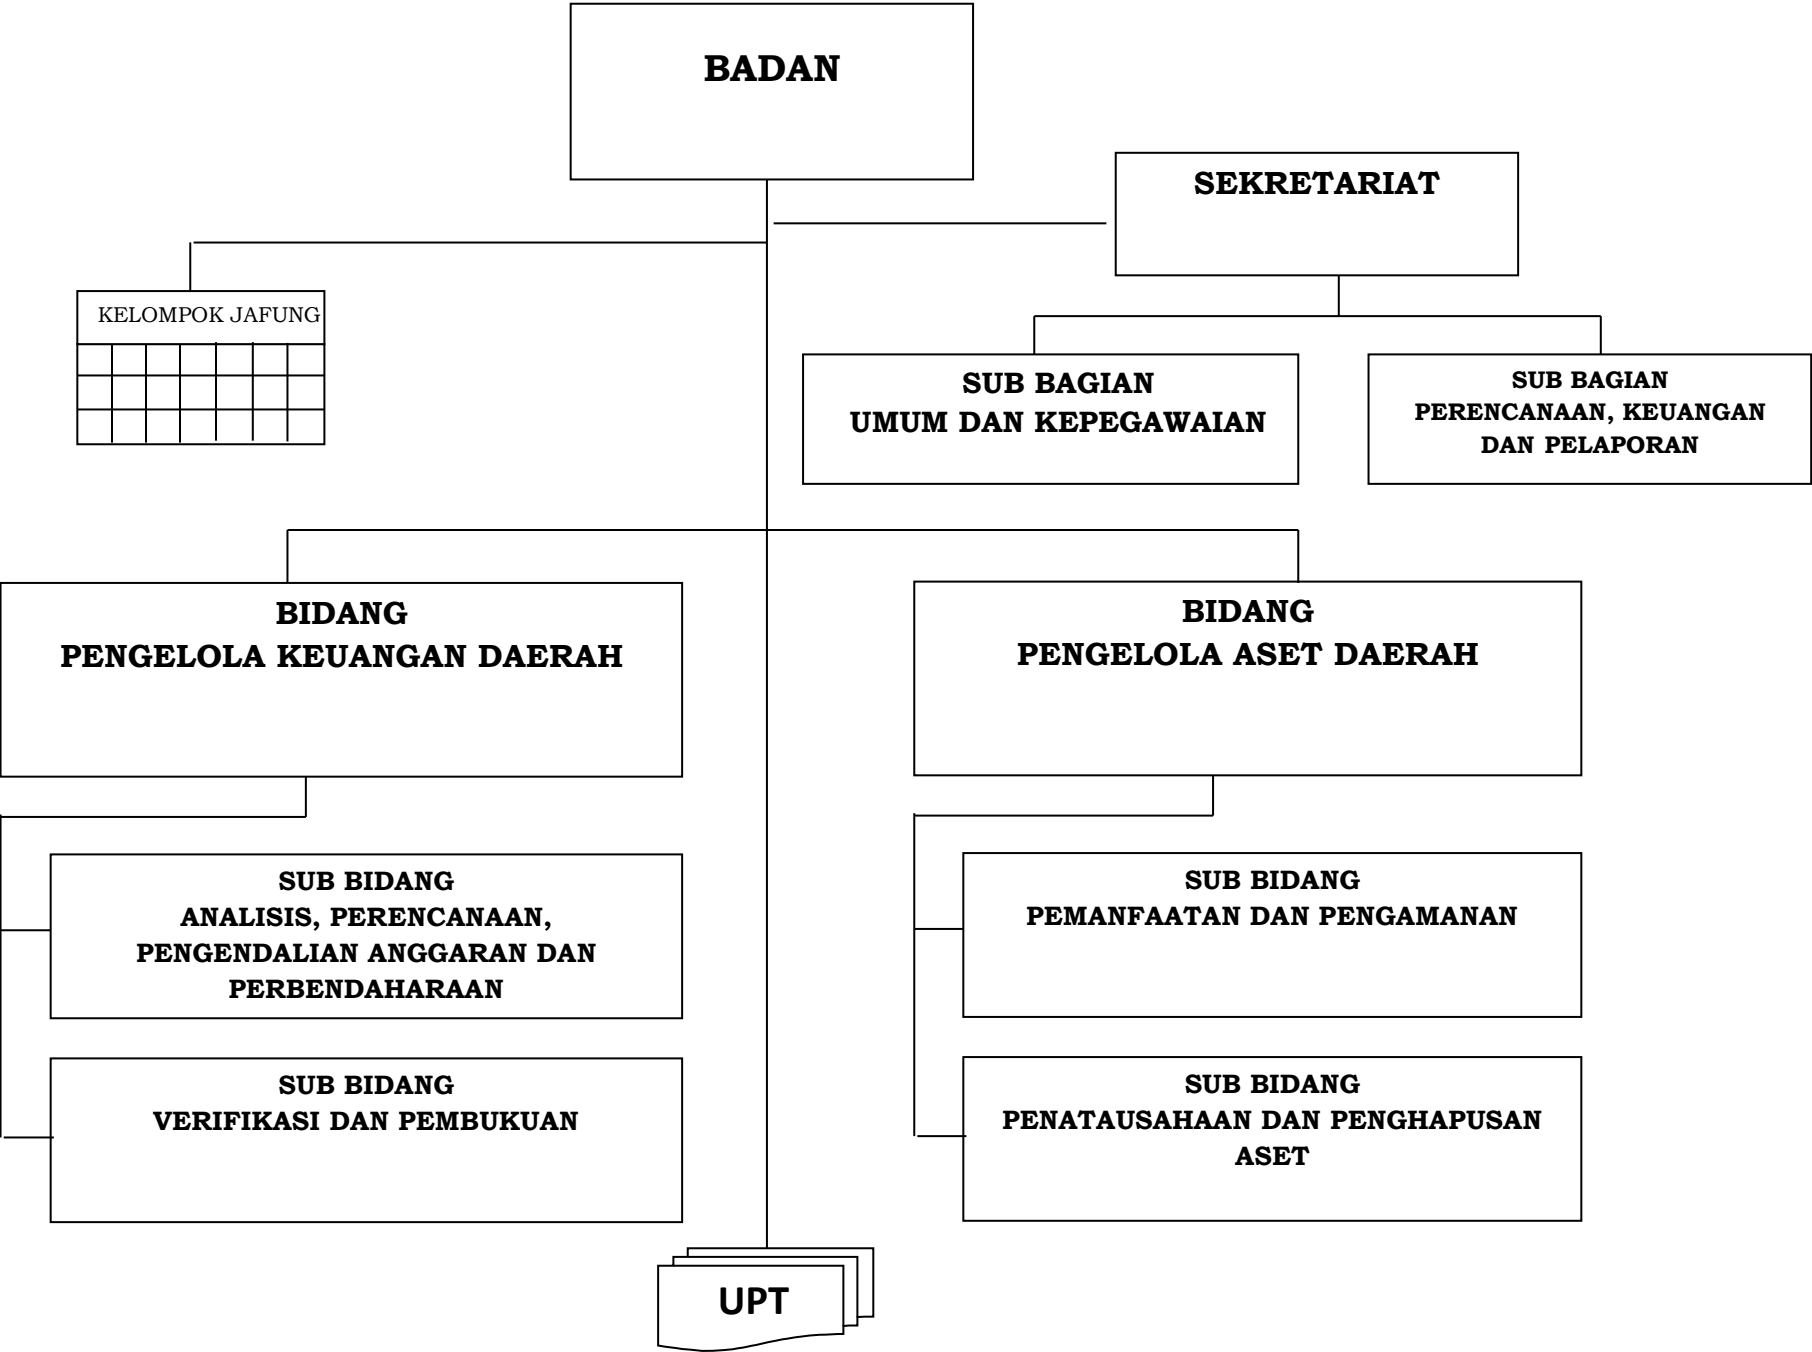 BADAN
SEKRETARIAT
KELOMPOK JAFUNG
SUB BAGIAN
UMUM DAN KEPEGAWAIAN
SUB BAGIAN
PERENCANAAN, KEUANGAN
DAN PELAPORAN
BIDANG
PENGELOLA KEUANGAN DAERAH
BIDANG
PENGELOLA ASET DAERAH
SUB BIDANG
ANALISIS, PERENCANAAN,
PENGENDALIAN ANGGARAN DAN
PERBENDAHARAAN
SUB BIDANG
PEMANFAATAN DAN PENGAMANAN
SUB BIDANG
VERIFIKASI DAN PEMBUKUAN
SUB BIDANG
PENATAUSAHAAN DAN PENGHAPUSAN
ASET
UPT